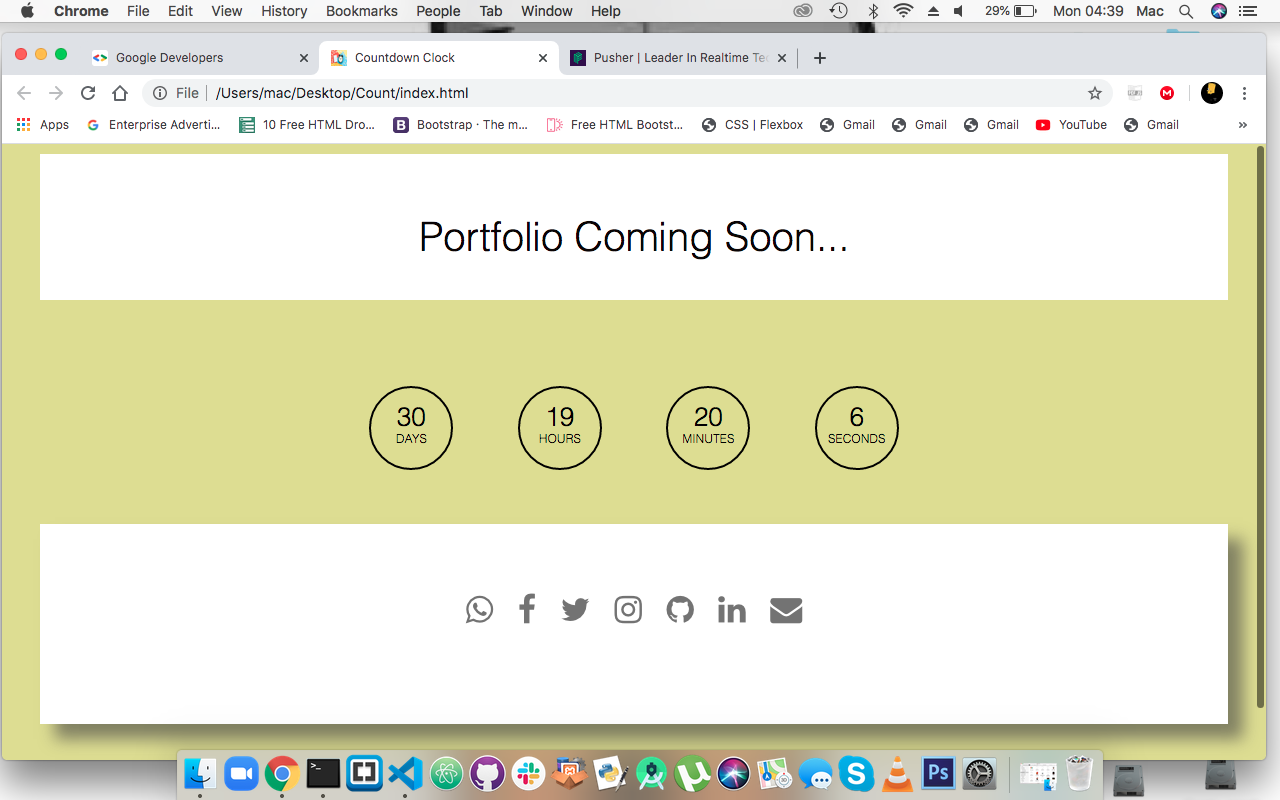 Chrome File Edit View History Bookmarks People Tab Window Help 29% Mon 04:39 Mac
Google Developers Countdown Clock Pusher | Leader In Realtime Tec
File /Users/mac/Desktop/Count/index.html
Apps Enterprise Adverti... 10 Free HTML Dro... Bootstrap · The m... Free HTML Bootst... CSS | Flexbox Gmail Gmail Gmail YouTube Gmail »
Portfolio Coming Soon...
30 19 20 6
DAYS HOURS MINUTES SECONDS
Ps